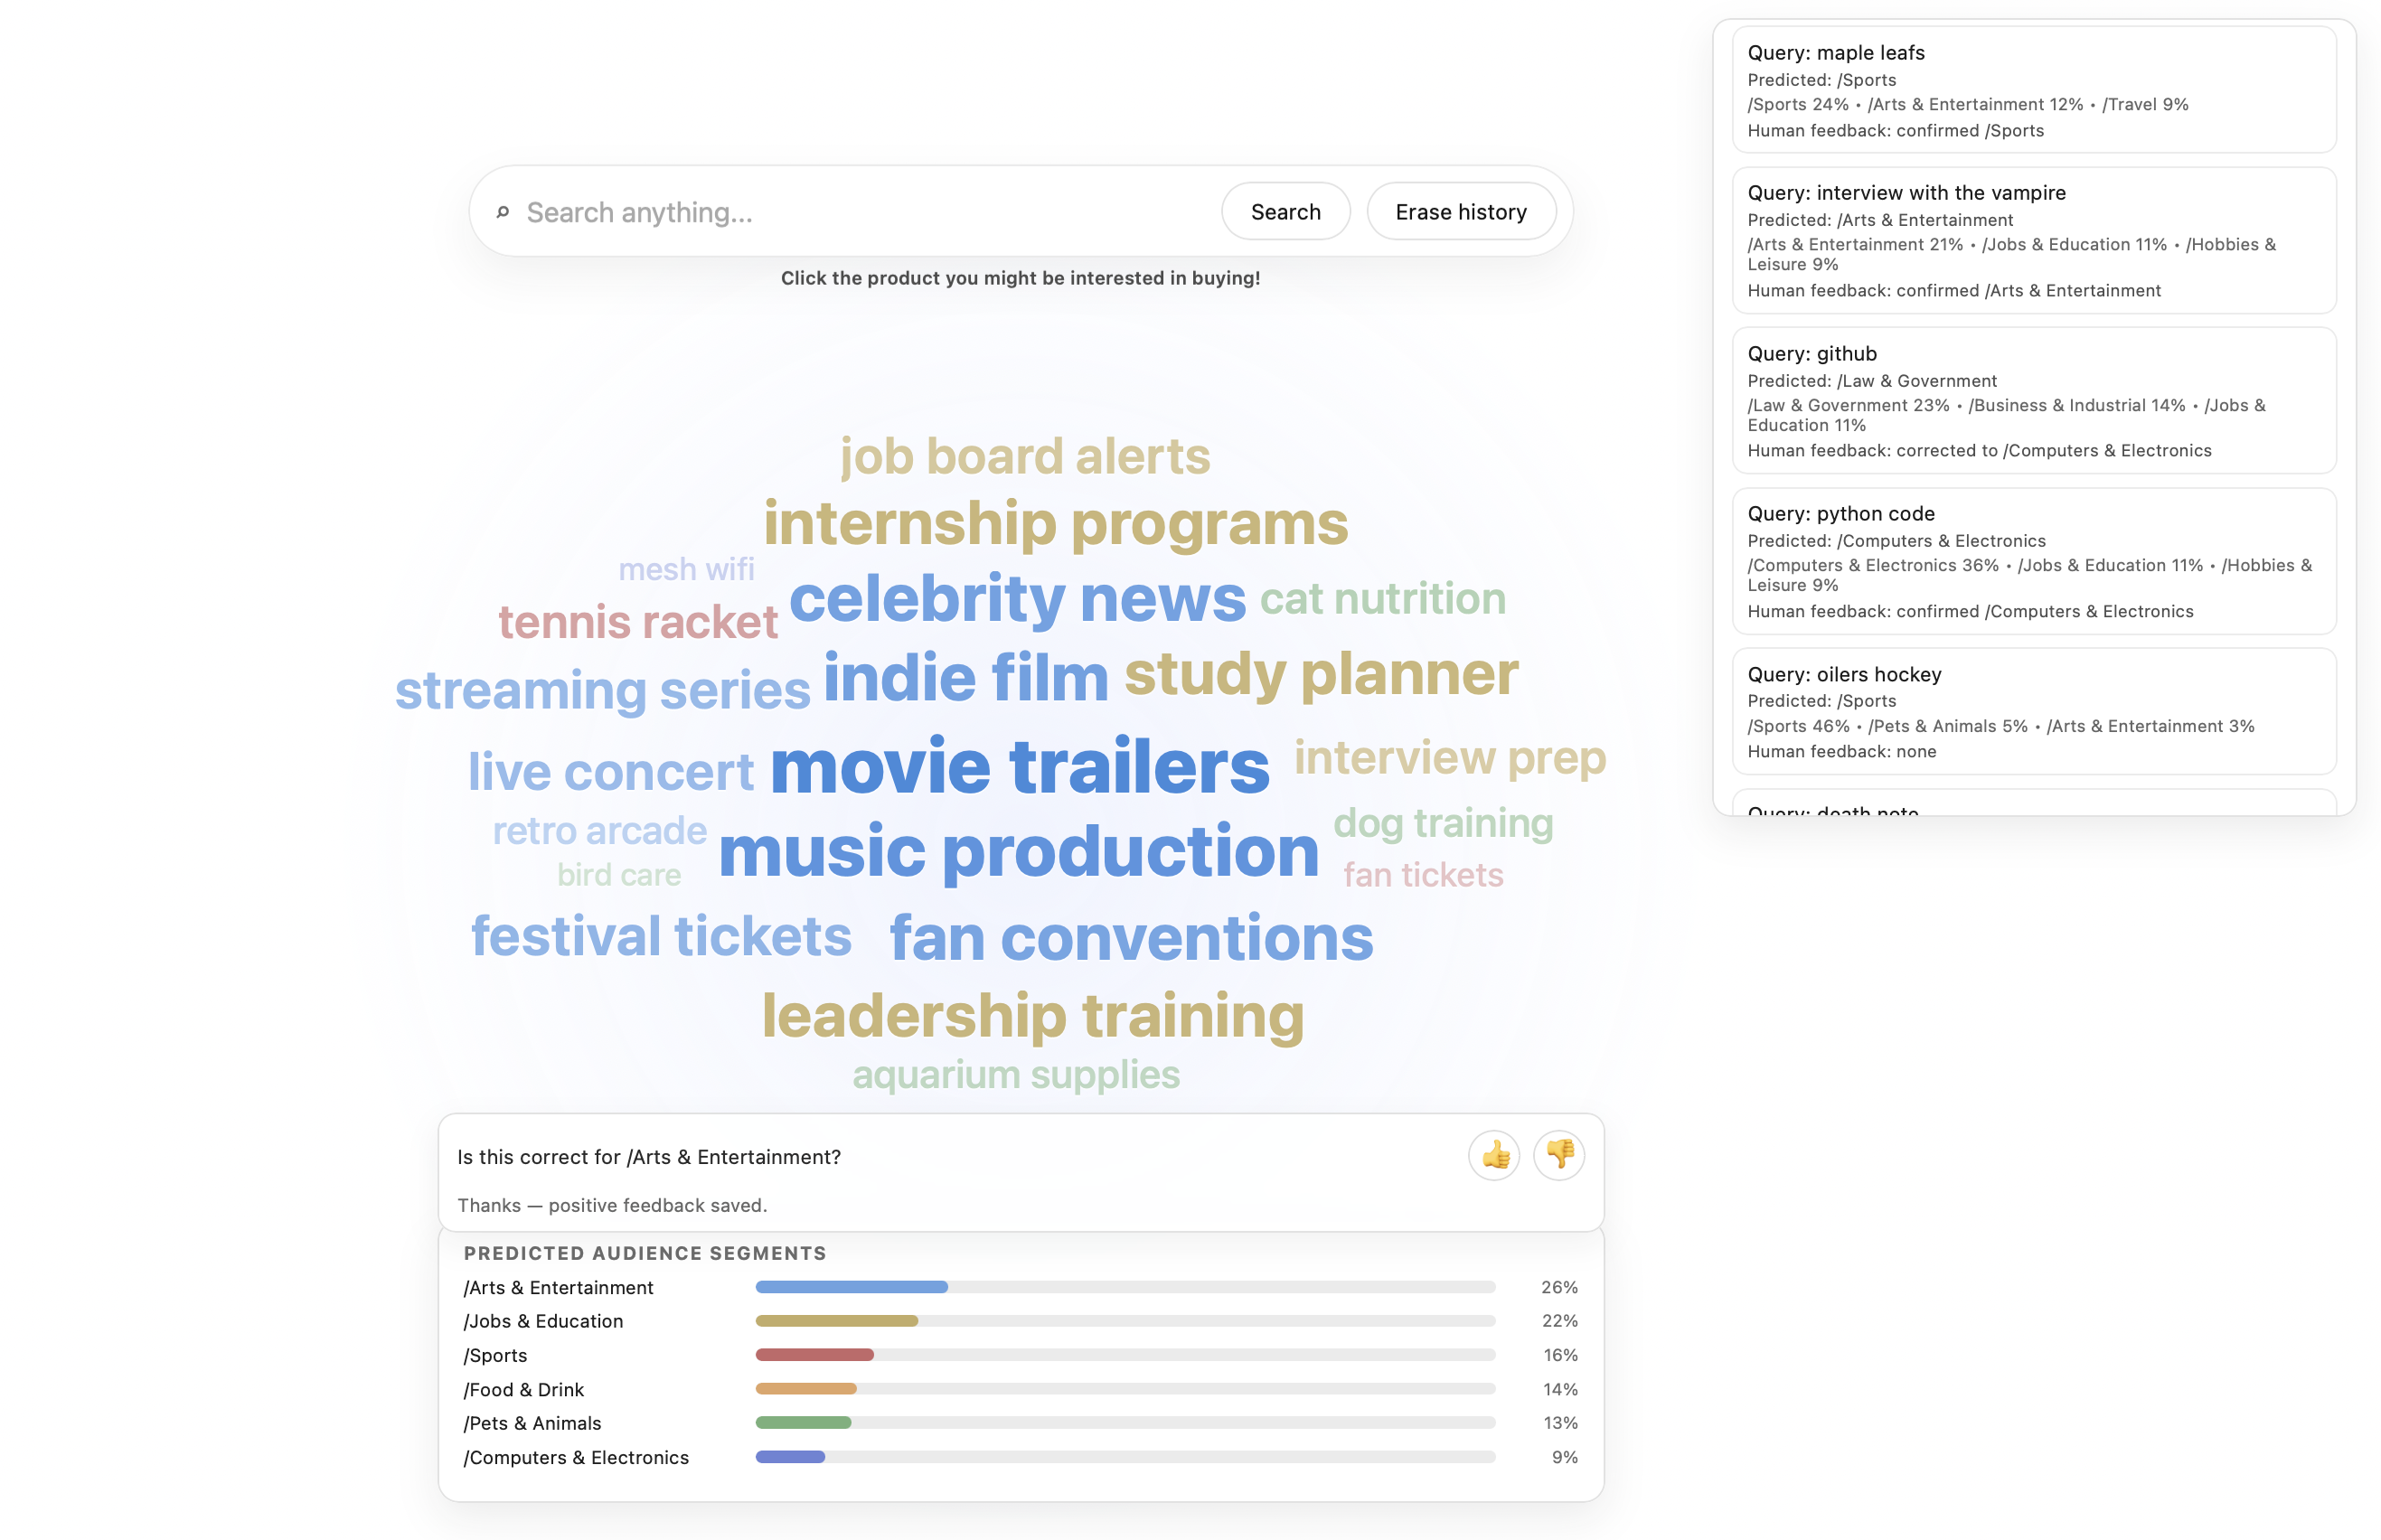 Search anything...
Search
Erase history
Click the product you might be interested in buying!
job board alerts
internship programs
mesh wifi
celebrity news
cat nutrition
tennis racket
streaming series
indie film
study planner
live concert
movie trailers
interview prep
retro arcade
music production
dog training
bird care
fan tickets
festival tickets
fan conventions
leadership training
aquarium supplies
Is this correct for /Arts & Entertainment?
👍
👎
Thanks — positive feedback saved.
PREDICTED AUDIENCE SEGMENTS
/Arts & Entertainment 26%
/Jobs & Education 22%
/Sports 16%
/Food & Drink 14%
/Pets & Animals 13%
/Computers & Electronics 9%
Query: maple leafs
Predicted: /Sports
/Sports 24% • /Arts & Entertainment 12% • /Travel 9%
Human feedback: confirmed /Sports
Query: interview with the vampire
Predicted: /Arts & Entertainment
/Arts & Entertainment 21% • /Jobs & Education 11% • /Hobbies &
Leisure 9%
Human feedback: confirmed /Arts & Entertainment
Query: github
Predicted: /Law & Government
/Law & Government 23% • /Business & Industrial 14% • /Jobs &
Education 11%
Human feedback: corrected to /Computers & Electronics
Query: python code
Predicted: /Computers & Electronics
/Computers & Electronics 36% • /Jobs & Education 11% • /Hobbies &
Leisure 9%
Human feedback: confirmed /Computers & Electronics
Query: oilers hockey
Predicted: /Sports
/Sports 46% • /Pets & Animals 5% • /Arts & Entertainment 3%
Human feedback: none
Query: death note